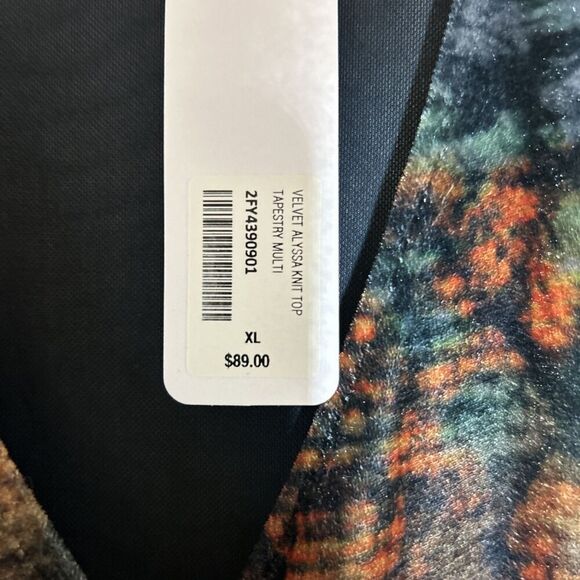 VELVET ALYSSA KNIT TOP
TAPESTRY MULTI
2FY4390901
XL
$89.00